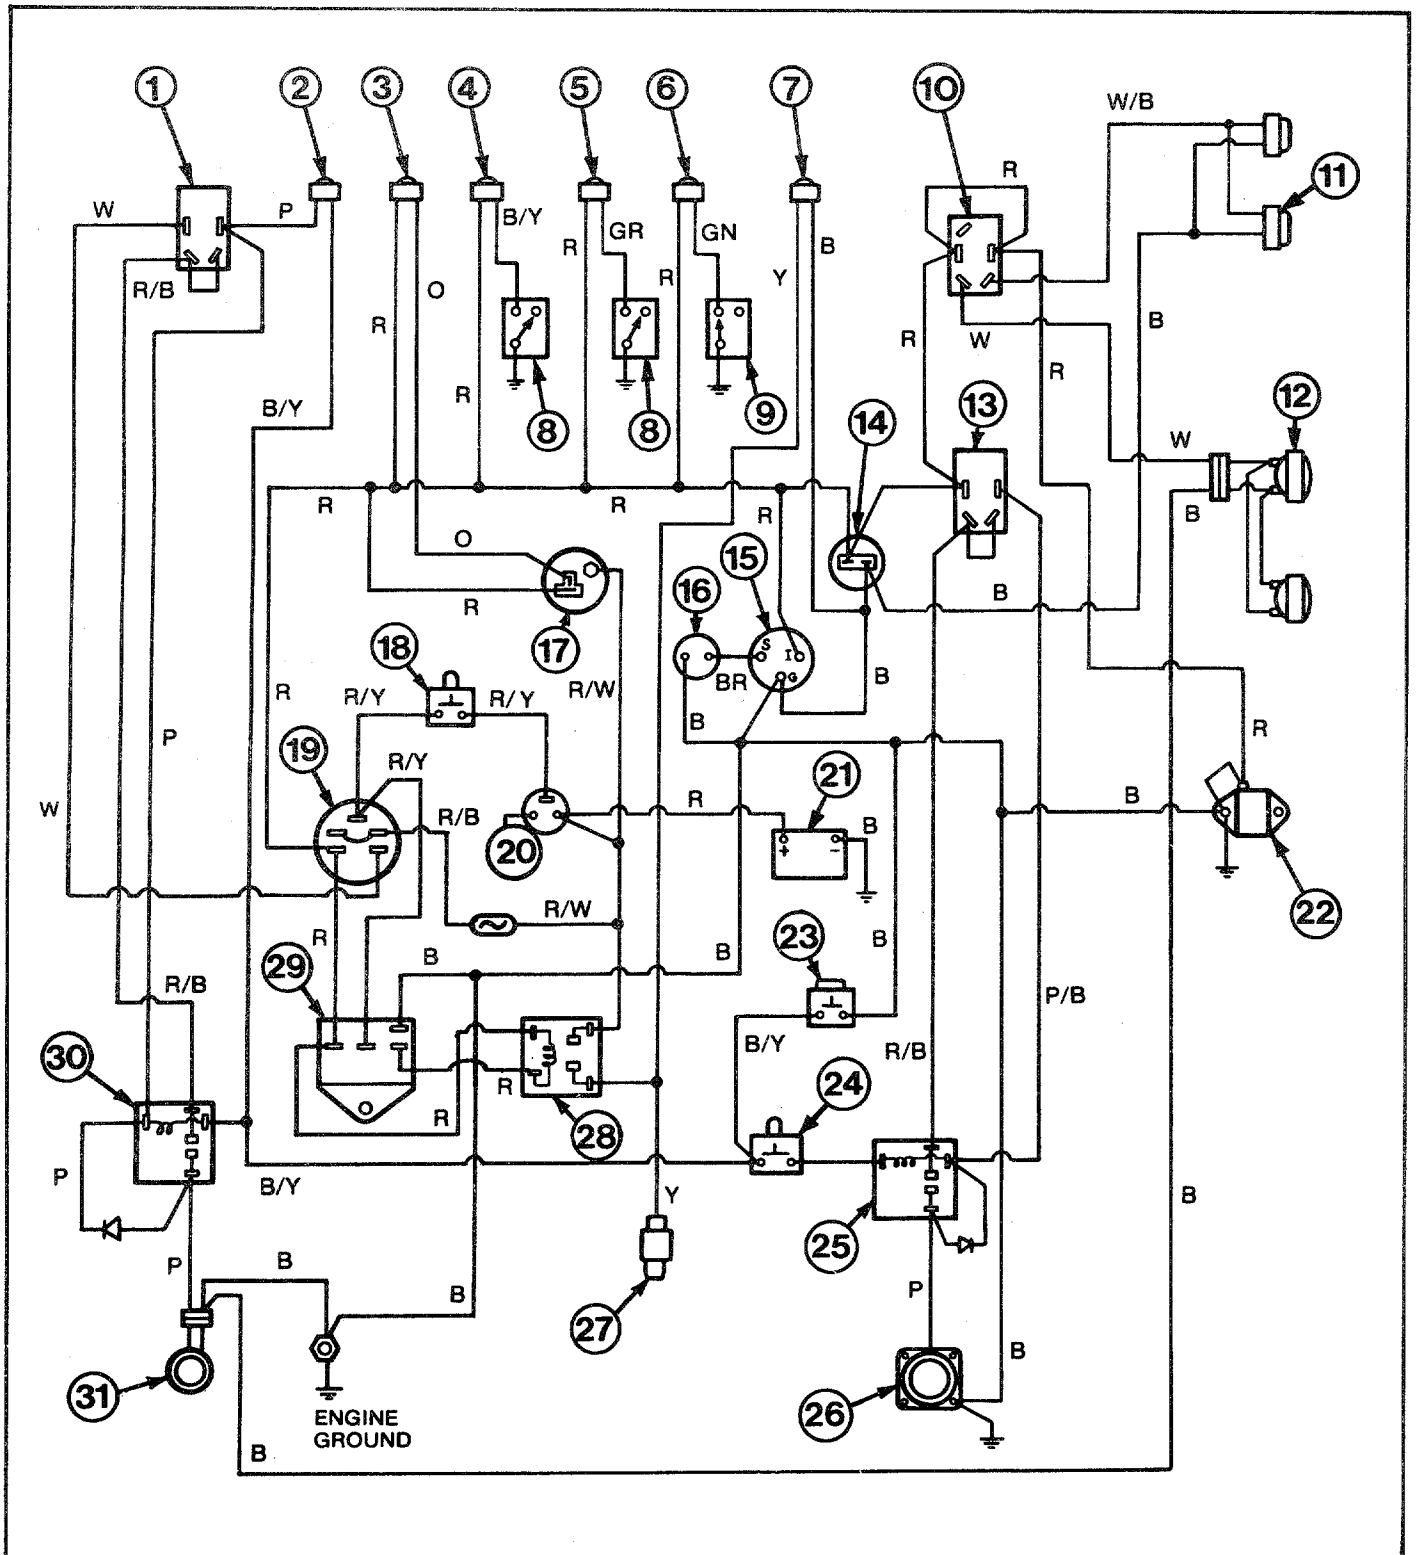 1 2 3 4 5 6 7 10
W/B
11
W P B/Y GR GN B R
R/B O R R Y
R R W B
R
B/Y R
8 8 9 14 13 12
W
R R R B
O
15 16
R B
17
18
R R/Y R/Y R/W BR B
S I G
B
P
19 R/Y
W R/B 20 R 21 B B R
+ -
22
R/W
R 29 B B 23 B
R/B P/B
30 B/Y R/B
R 24
R 28
P B/Y Y B
25
P B B P
27
B
31 26
ENGINE
GROUND
B